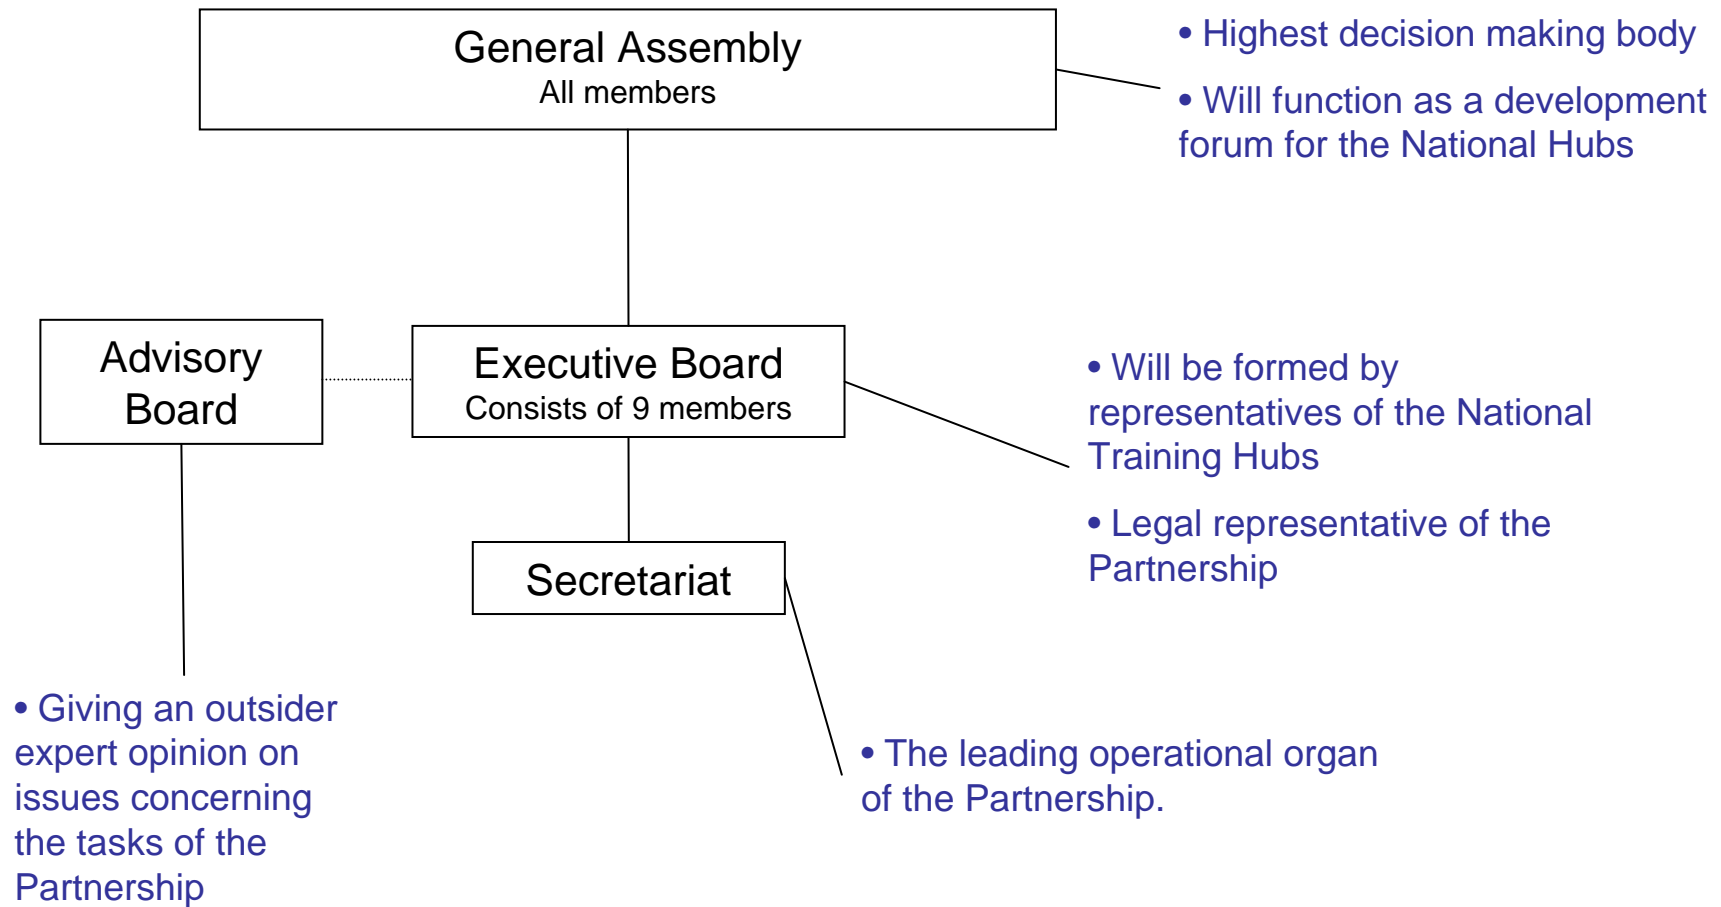 General Assembly
All members
• Highest decision making body
• Will function as a development
forum for the National Hubs
Advisory
Board
Executive Board
Consists of 9 members
• Will be formed by
representatives of the National
Training Hubs
• Legal representative of the
Partnership
Secretariat
• Giving an outsider
expert opinion on
issues concerning
the tasks of the
Partnership
• The leading operational organ
of the Partnership.